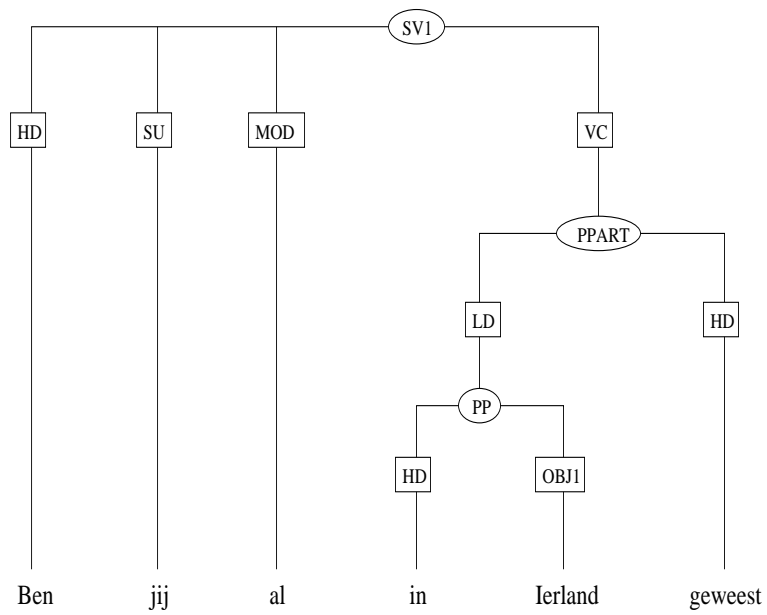 SV1
HD SU MOD VC
PPART
LD HD
PP
HD OBJ1
Ben jij al in Ierland geweest